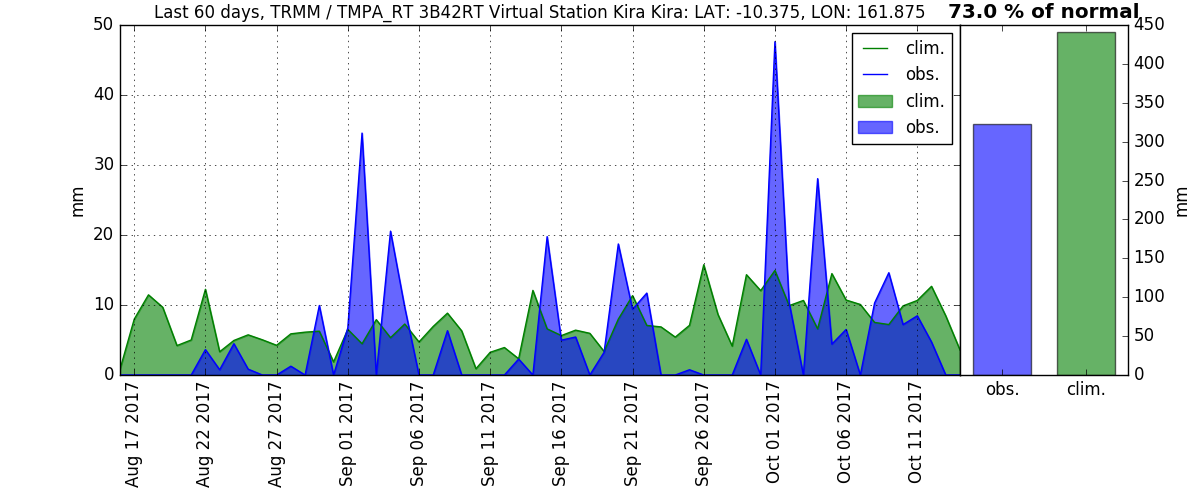 Last 60 days, TRMM / TMPA_RT 3B42RT Virtual Station Kira Kira: LAT: -10.375, LON: 161.875
73.0 % of normal
50
40
30
20
10
0
mm
clim.
obs.
clim.
obs.
Aug 17 2017
Aug 22 2017
Aug 27 2017
Sep 01 2017
Sep 06 2017
Sep 11 2017
Sep 16 2017
Sep 21 2017
Sep 26 2017
Oct 01 2017
Oct 06 2017
Oct 11 2017
450
400
350
300
250
200
150
100
50
0
mm
obs.
clim.